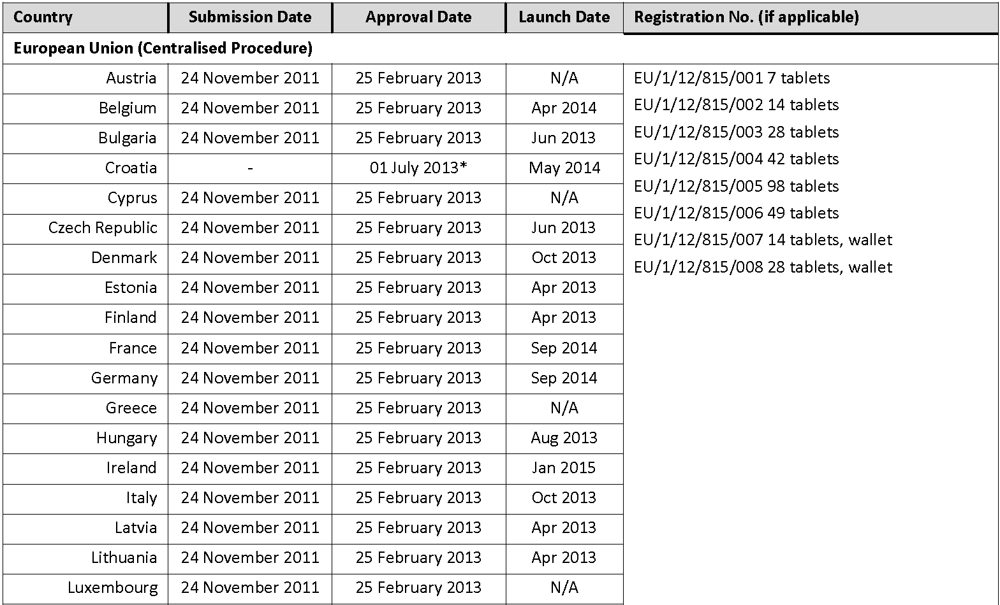 Country Submission Date Approval Date Launch Date Registration No. (if applicable)
European Union (Centralised Procedure)
Austria 24 November 2011 25 February 2013 N/A EU/1/12/815/001 7 tablets
Belgium 24 November 2011 25 February 2013 Apr 2014 EU/1/12/815/002 14 tablets
Bulgaria 24 November 2011 25 February 2013 Jun 2013 EU/1/12/815/003 28 tablets
Croatia - 01 July 2013* May 2014 EU/1/12/815/004 42 tablets
Cyprus 24 November 2011 25 February 2013 N/A EU/1/12/815/005 98 tablets
Czech Republic 24 November 2011 25 February 2013 Jun 2013 EU/1/12/815/006 49 tablets
Denmark 24 November 2011 25 February 2013 Oct 2013 EU/1/12/815/007 14 tablets, wallet
Estonia 24 November 2011 25 February 2013 Apr 2013 EU/1/12/815/008 28 tablets, wallet
Finland 24 November 2011 25 February 2013 Apr 2013
France 24 November 2011 25 February 2013 Sep 2014
Germany 24 November 2011 25 February 2013 Sep 2014
Greece 24 November 2011 25 February 2013 N/A
Hungary 24 November 2011 25 February 2013 Aug 2013
Ireland 24 November 2011 25 February 2013 Jan 2015
Italy 24 November 2011 25 February 2013 Oct 2013
Latvia 24 November 2011 25 February 2013 Apr 2013
Lithuania 24 November 2011 25 February 2013 Apr 2013
Luxembourg 24 November 2011 25 February 2013 N/A